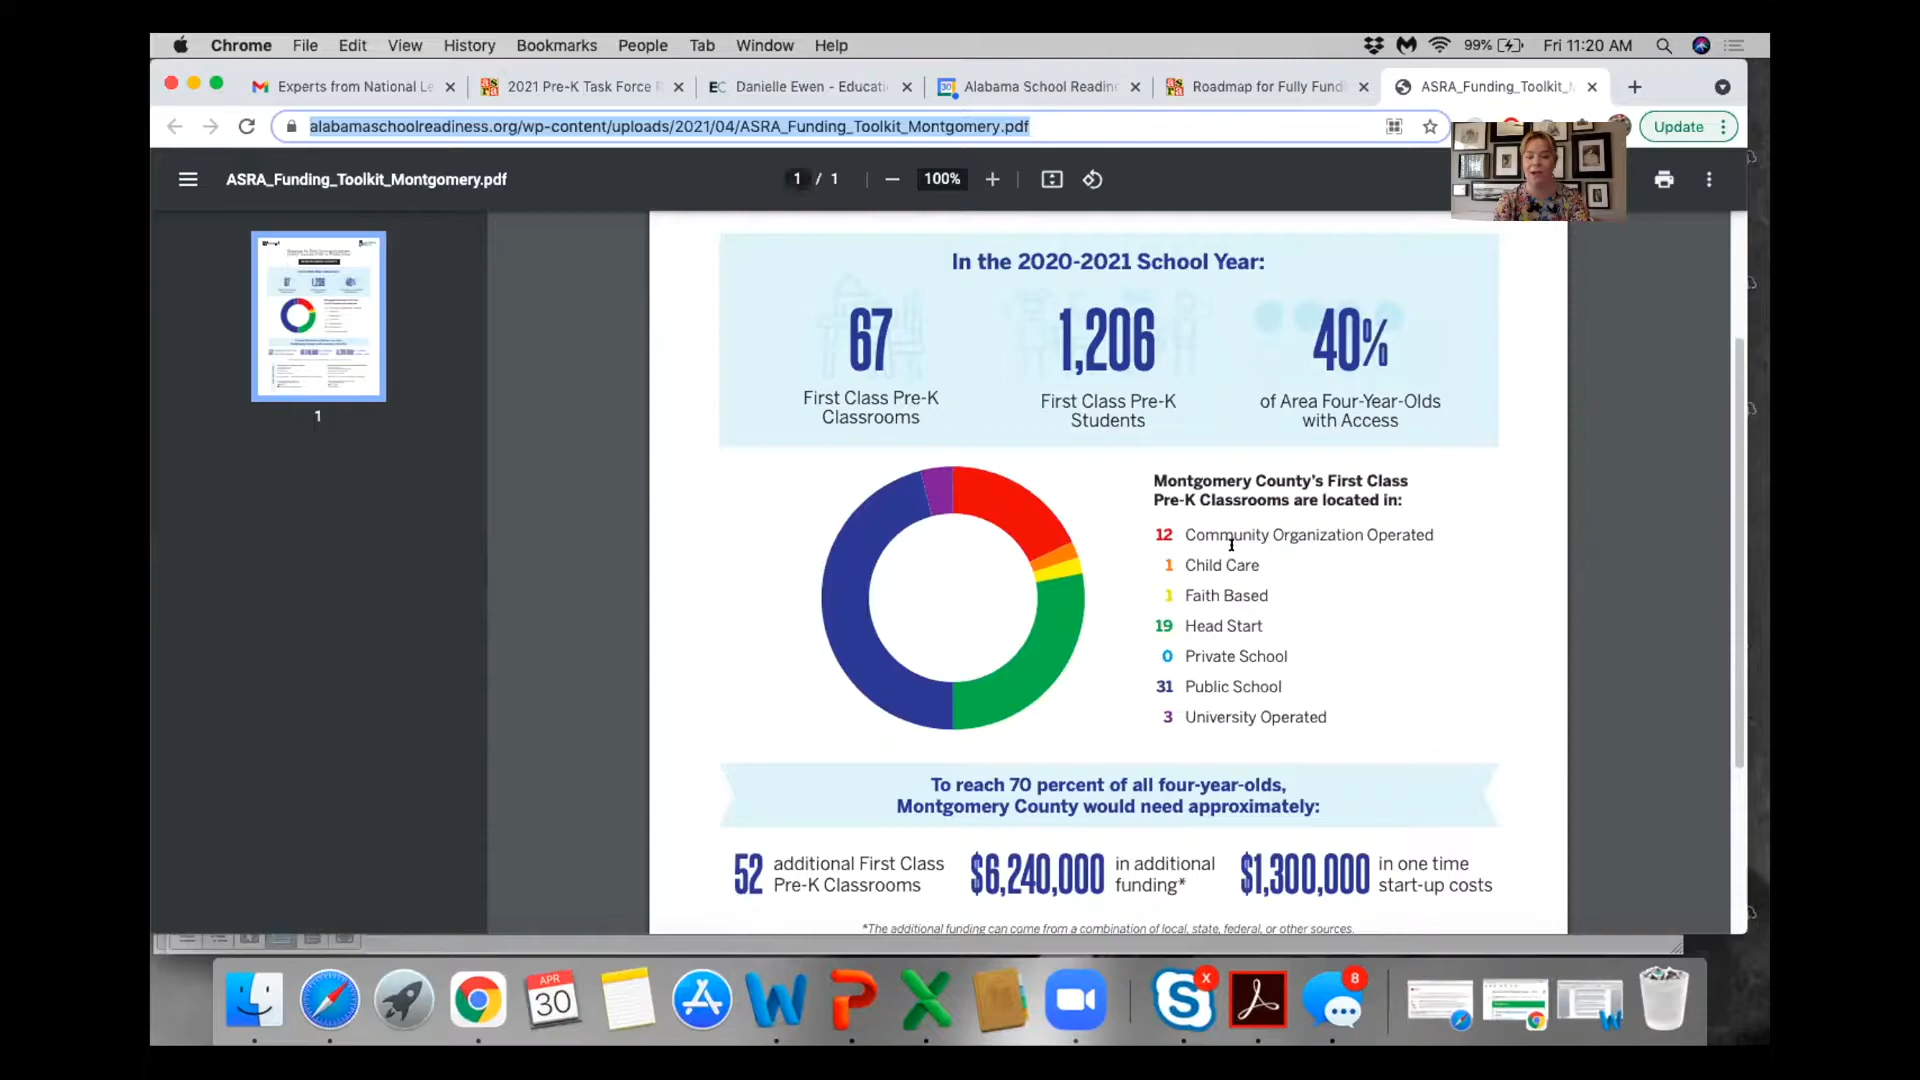 Chrome File Edit View History Bookmarks People Tab Window Help 99% Fri 11:20 AM
Experts from National Le 2021 Pre-K Task Force R Danielle Ewen - Educati Alabama School Readin Roadmap for Fully Fundi ASRA_Funding_Toolkit_
alabamaschoolreadiness.org/wp-content/uploads/2021/04/ASRA_Funding_Toolkit_Montgomery.pdf Update
ASRA_Funding_Toolkit_Montgomery.pdf 1 / 1 100%
1
In the 2020-2021 School Year:
67 1,206 40%
First Class Pre-K First Class Pre-K of Area Four-Year-Olds
Classrooms Students with Access
Montgomery County's First Class
Pre-K Classrooms are located in:
12 Community Organization Operated
1 Child Care
1 Faith Based
19 Head Start
0 Private School
31 Public School
3 University Operated
To reach 70 percent of all four-year-olds,
Montgomery County would need approximately:
52 additional First Class $6,240,000 in additional $1,300,000 in one time
Pre-K Classrooms funding* start-up costs
*The additional funding can come from a combination of local, state, federal, or other sources.
APR
30
X
8